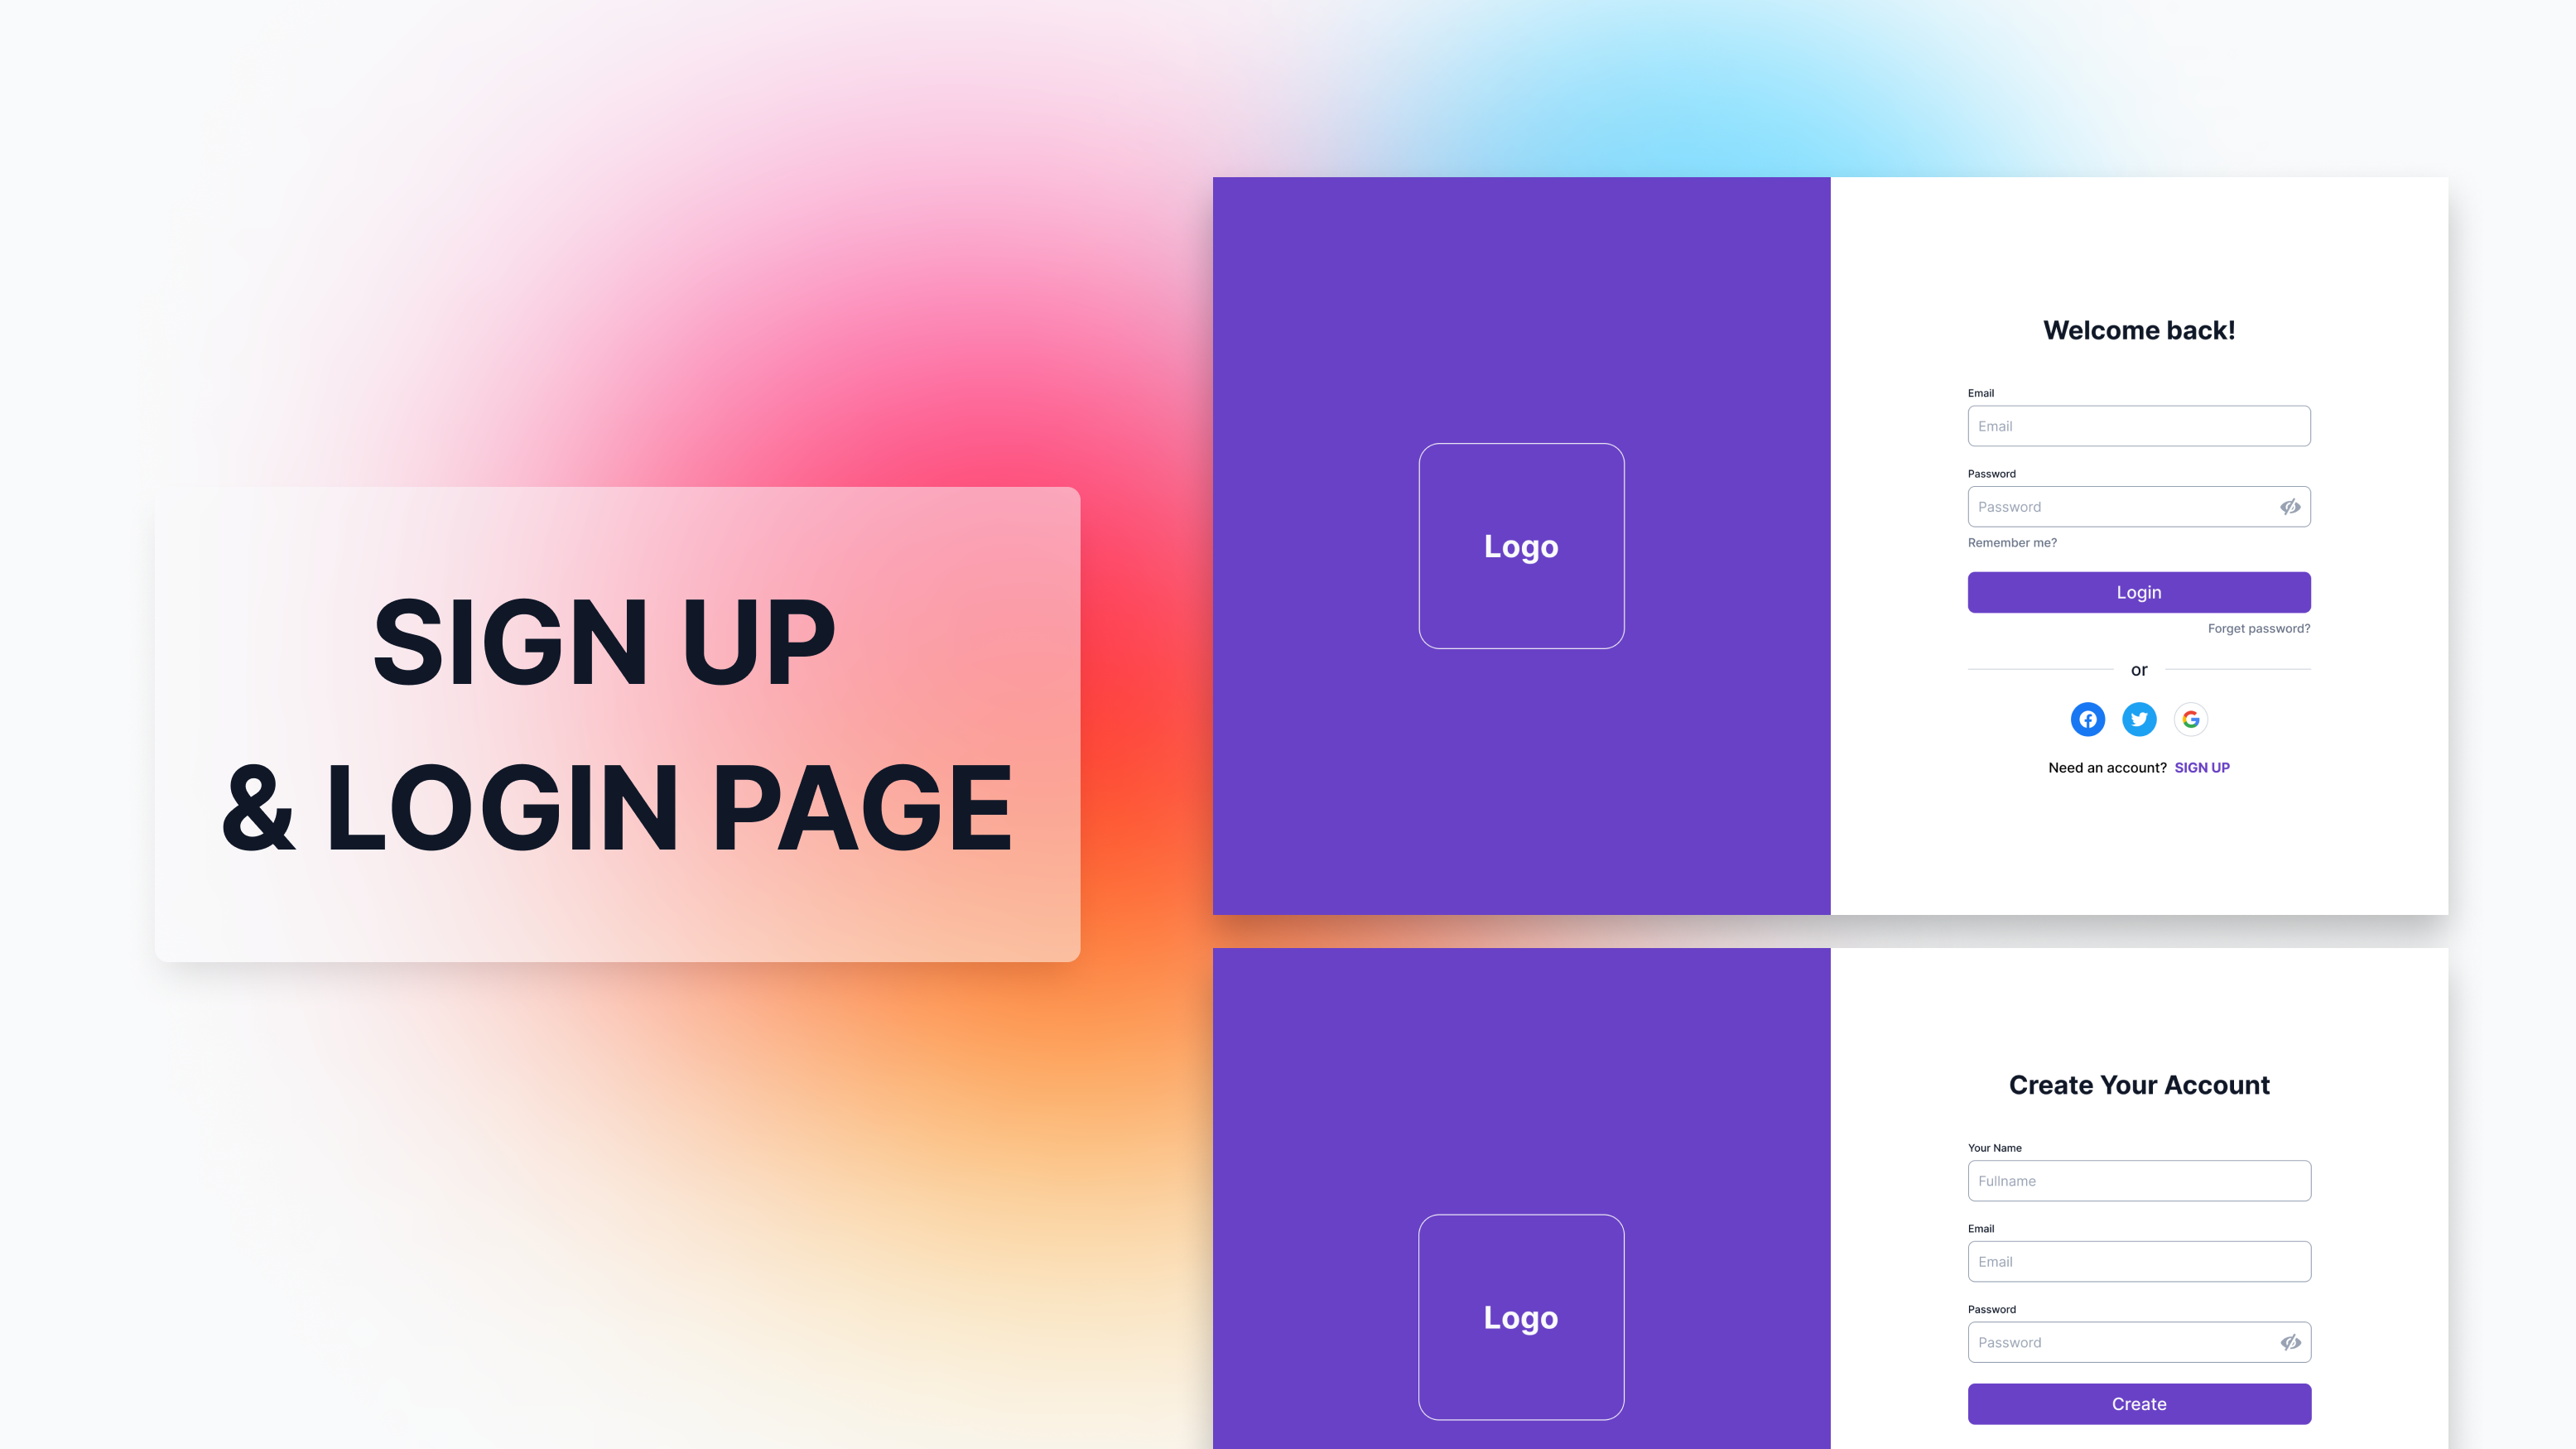 SIGN UP
& LOGIN PAGE
Logo
Welcome back!
Email
Email
Password
Password
Remember me?
Login
Forget password?
or
Need an account? SIGN UP
Logo
Create Your Account
Your Name
Fullname
Email
Email
Password
Password
Create